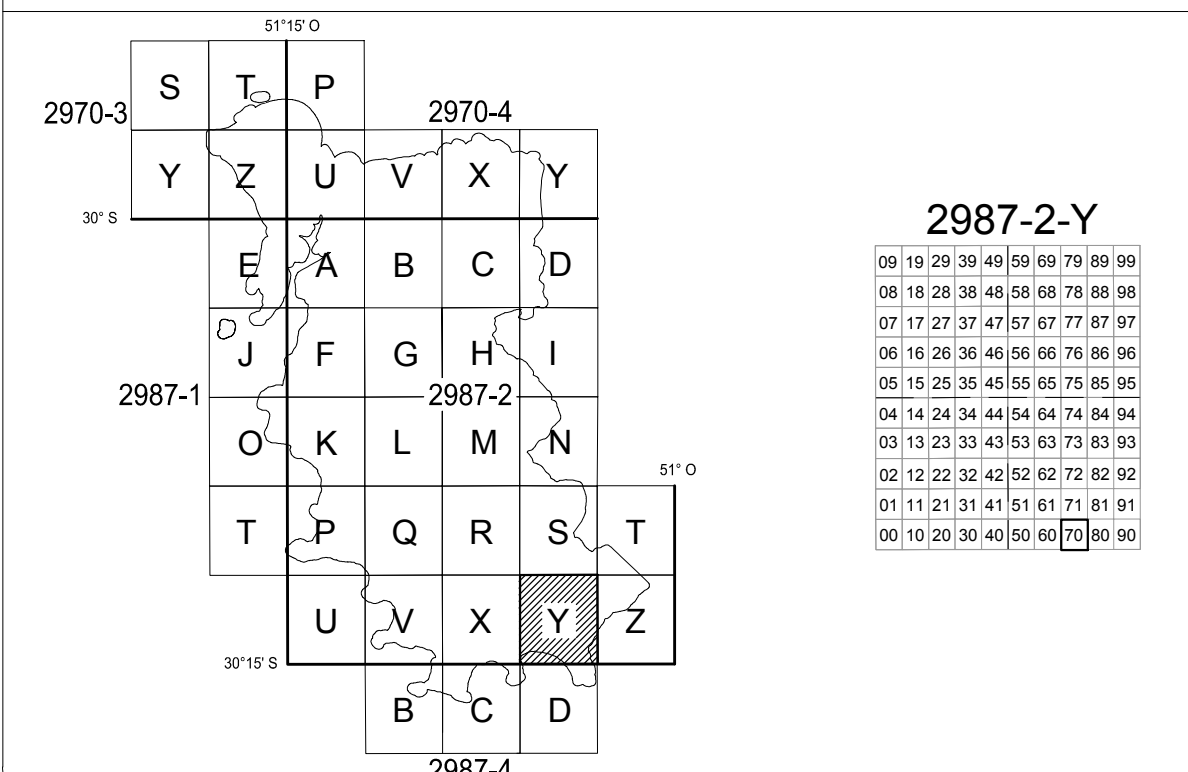 51°15' O
S T P
2970-3
2970-4
Y Z U V X Y
30° S
E A B C D
J F G H I
2987-1
2987-2
O K L M N
51° O
T P Q R S T
U V X Y Z
30°15' S
B C D
2987-4
2987-2-Y
09 19 29 39 49 59 69 79 89 99
08 18 28 38 48 58 68 78 88 98
07 17 27 37 47 57 67 77 87 97
06 16 26 36 46 56 66 76 86 96
05 15 25 35 45 55 65 75 85 95
04 14 24 34 44 54 64 74 84 94
03 13 23 33 43 53 63 73 83 93
02 12 22 32 42 52 62 72 82 92
01 11 21 31 41 51 61 71 81 91
00 10 20 30 40 50 60 70 80 90